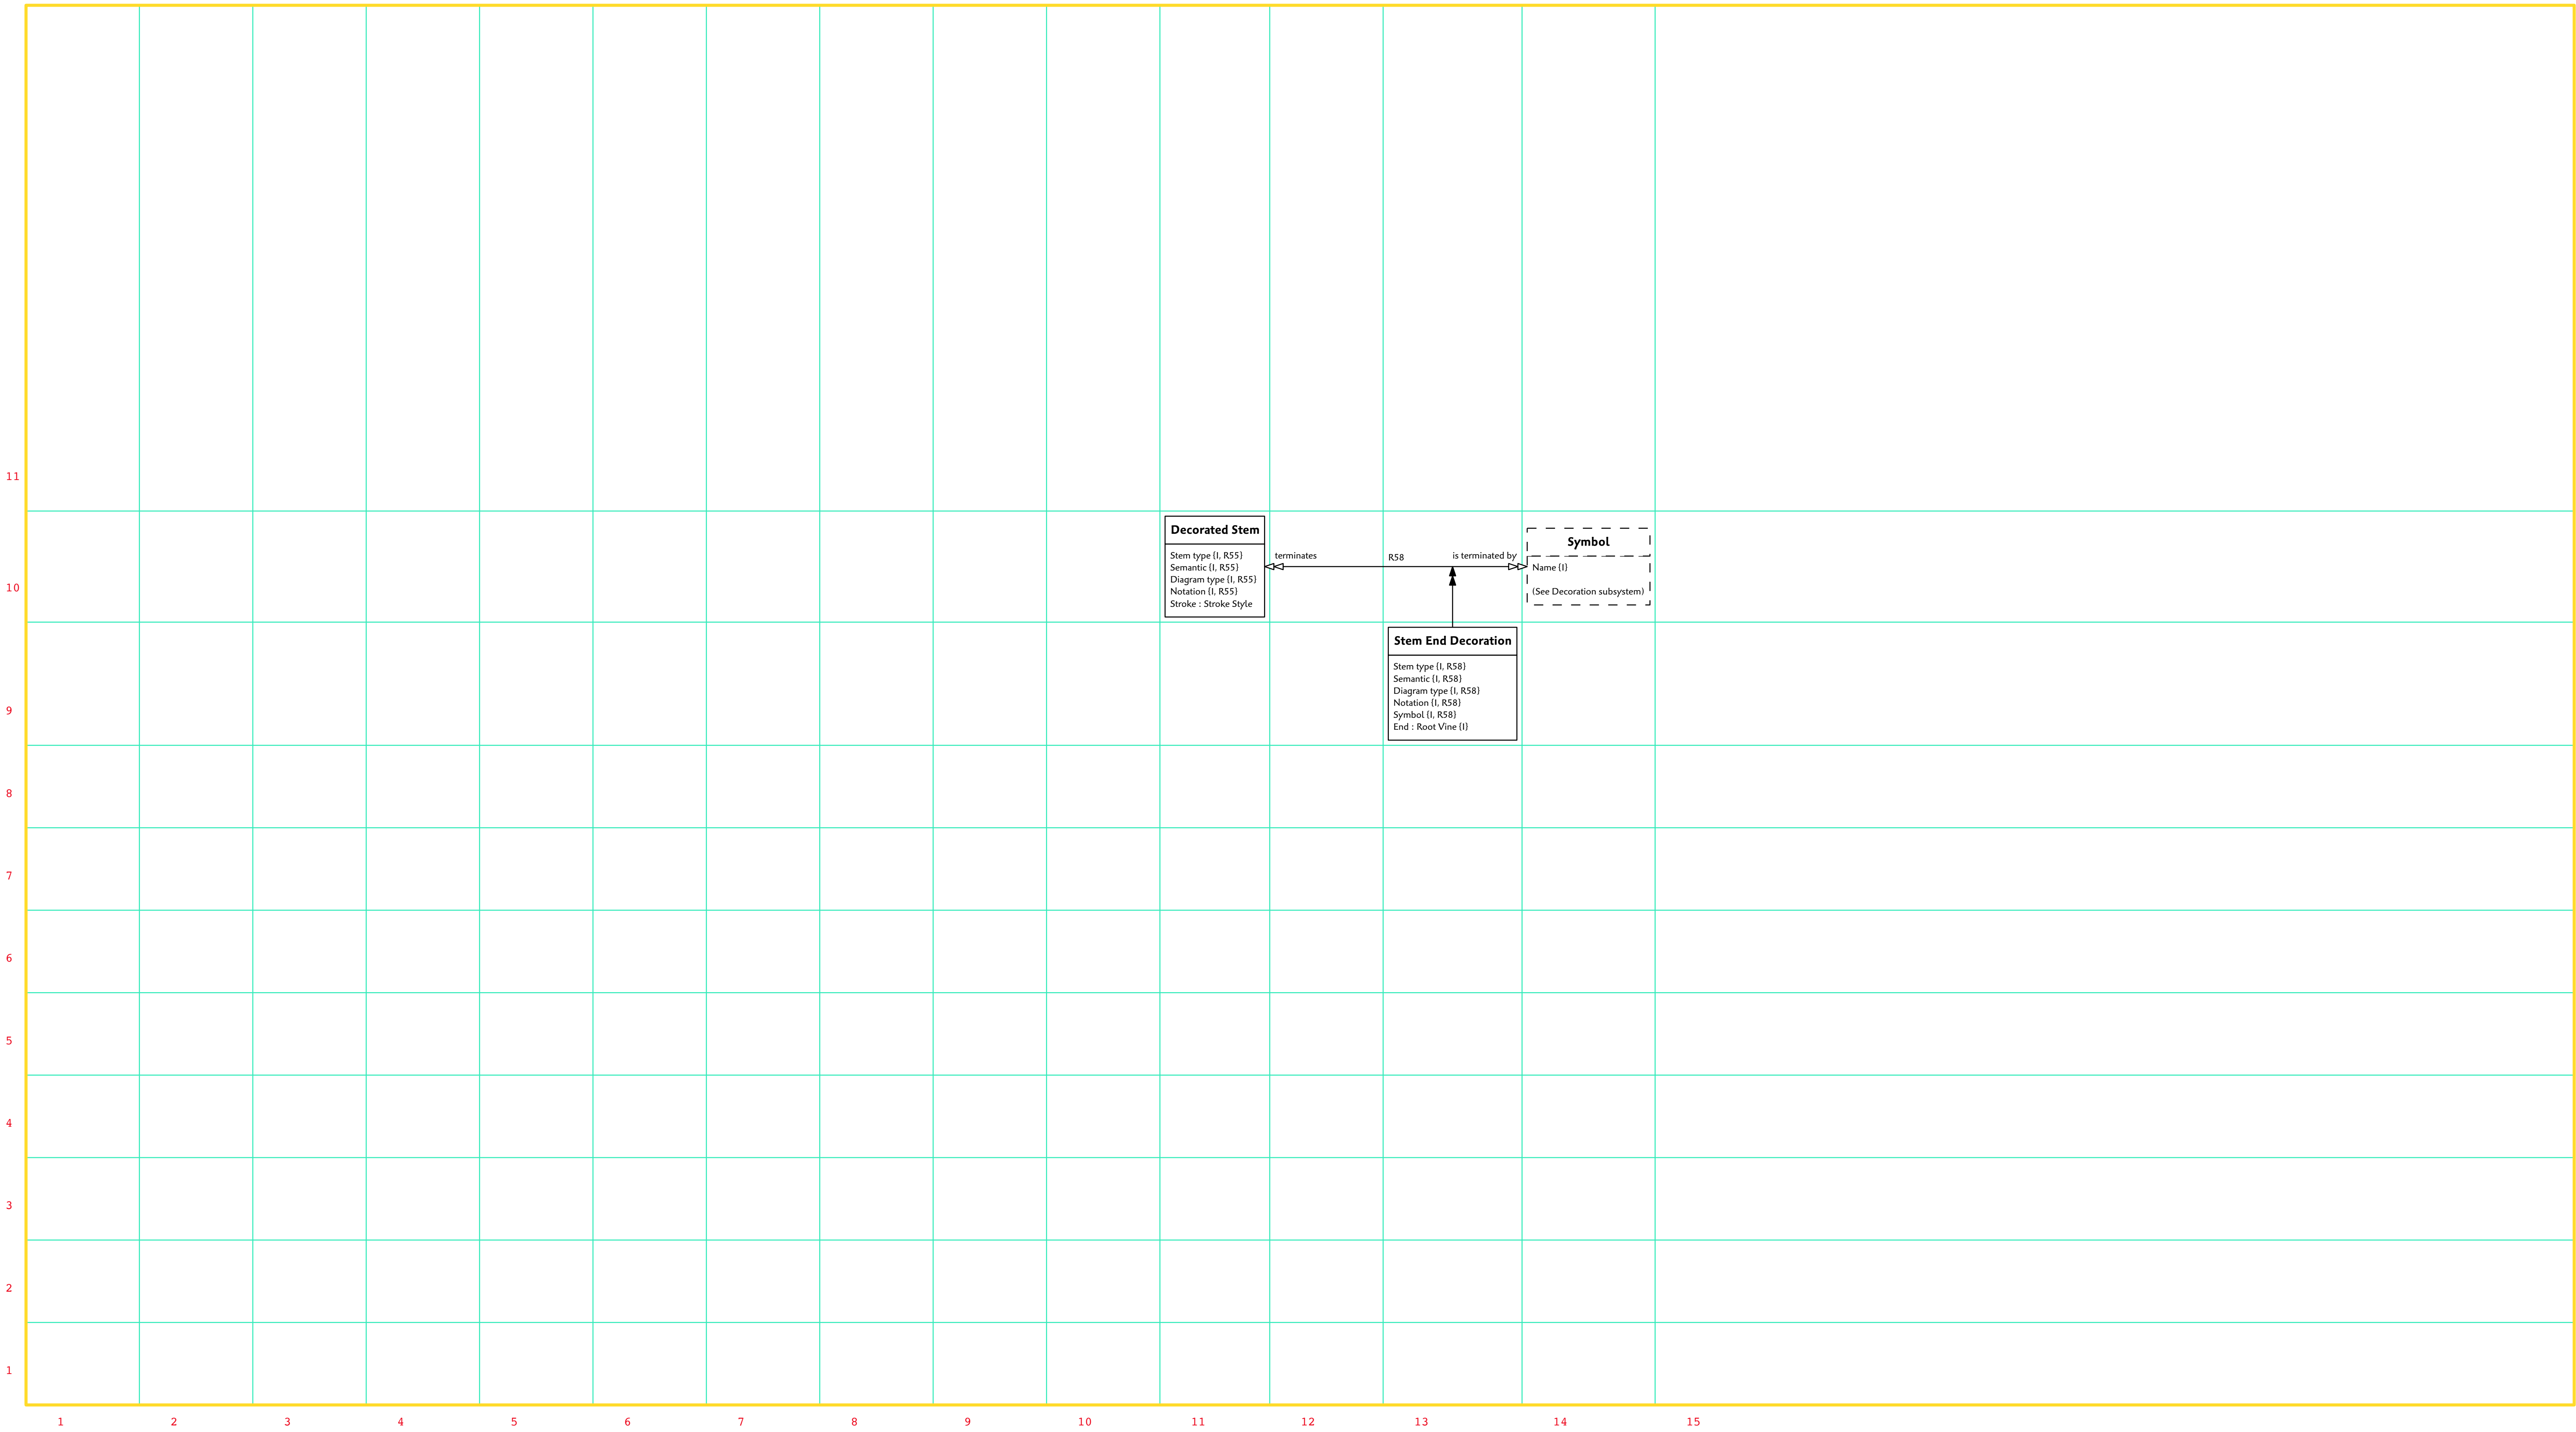 11
Decorated Stem
Stem type {I, R55}
Semantic {I, R55}
Diagram type {I, R55}
Notation {I, R55}
Stroke : Stroke Style
terminates
R58
is terminated by
Symbol
Name {I}
(See Decoration subsystem)
10
Stem End Decoration
Stem type {I, R58}
Semantic {I, R58}
Diagram type {I, R58}
Notation {I, R58}
Symbol {I, R58}
End : Root Vine {I}
9
8
7
6
5
4
3
2
1
1 2 3 4 5 6 7 8 9 10 11 12 13 14 15